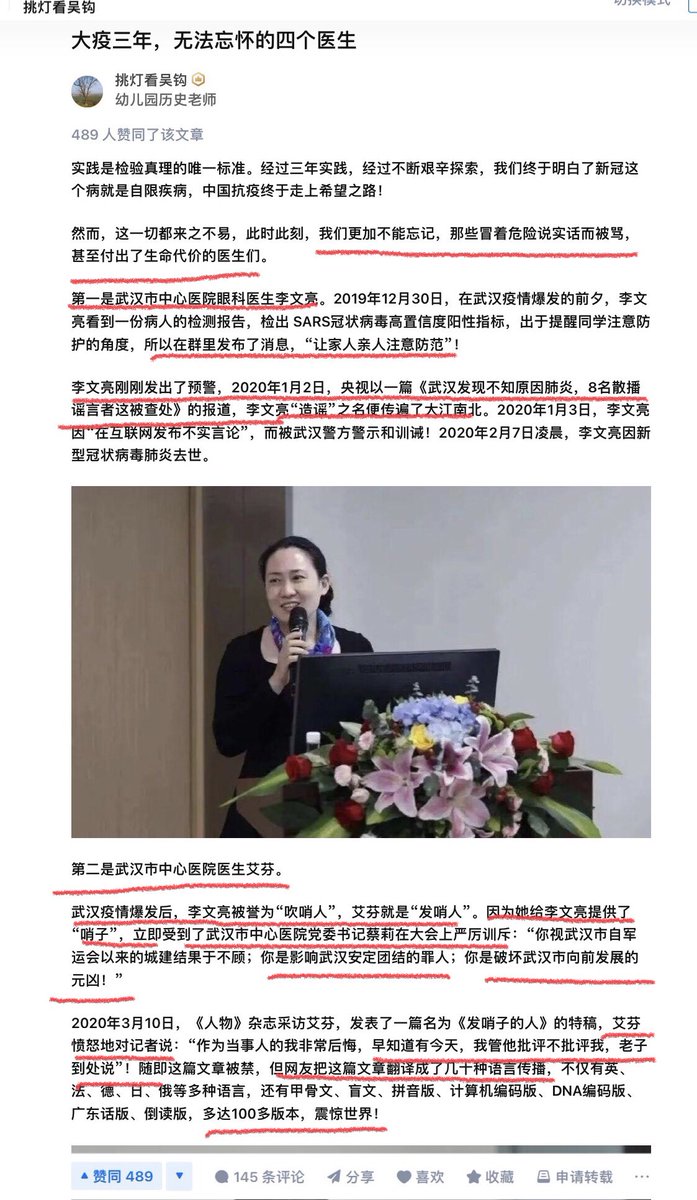 挑灯看吴钩
切换模式
大疫三年，无法忘怀的四个医生
挑灯看吴钩
幼儿园历史老师
489 人赞同了该文章
实践是检验真理的唯一标准。经过三年实践，经过不断艰辛探索，我们终于明白了新冠这
个病就是自限疾病，中国抗疫终于走上希望之路！
然而，这一切都来之不易，此时此刻，我们更加不能忘记，那些冒着危险说实话而被骂，
甚至付出了生命代价的医生们。
第一是武汉市中心医院眼科医生李文亮。2019年12月30日，在武汉疫情爆发的前夕，李文
亮看到一份病人的检测报告，检出 SARS冠状病毒高置信度阳性指标，出于提醒同学注意防
护的角度，所以在群里发布了消息，“让家人亲人注意防范”！
李文亮刚刚发出了预警，2020年1月2日，央视以一篇《武汉发现不知原因肺炎，8名散播
谣言者这被查处》的报道，李文亮“造谣”之名便传遍了大江南北。2020年1月3日，李文亮
因“在互联网发布不实言论”，而被武汉警方警示和训诫！2020年2月7日凌晨，李文亮因新
型冠状病毒肺炎去世。
第二是武汉市中心医院医生艾芬。
武汉疫情爆发后，李文亮被誉为“吹哨人”，艾芬就是“发哨人”。因为她给李文亮提供了
“哨子”，立即受到了武汉市中心医院党委书记蔡莉在大会上严厉训斥：“你视武汉市自军
运会以来的城建结果于不顾；你是影响武汉安定团结的罪人；你是破坏武汉市向前发展的
元凶！”
2020年3月10日，《人物》杂志采访艾芬，发表了一篇名为《发哨子的人》的特稿，艾芬
愤怒地对记者说：“作为当事人的我非常后悔，早知道有今天，我管他批评不批评我，老子
到处说”！随即这篇文章被禁，但网友把这篇文章翻译成了几十种语言传播，不仅有英、
法、德、日、俄等多种语言，还有甲骨文、盲文、拼音版、计算机编码版、DNA编码版、
广东话版、倒读版，多达100多版本，震惊世界！
赞同 489
145 条评论
分享
喜欢
收藏
申请转载